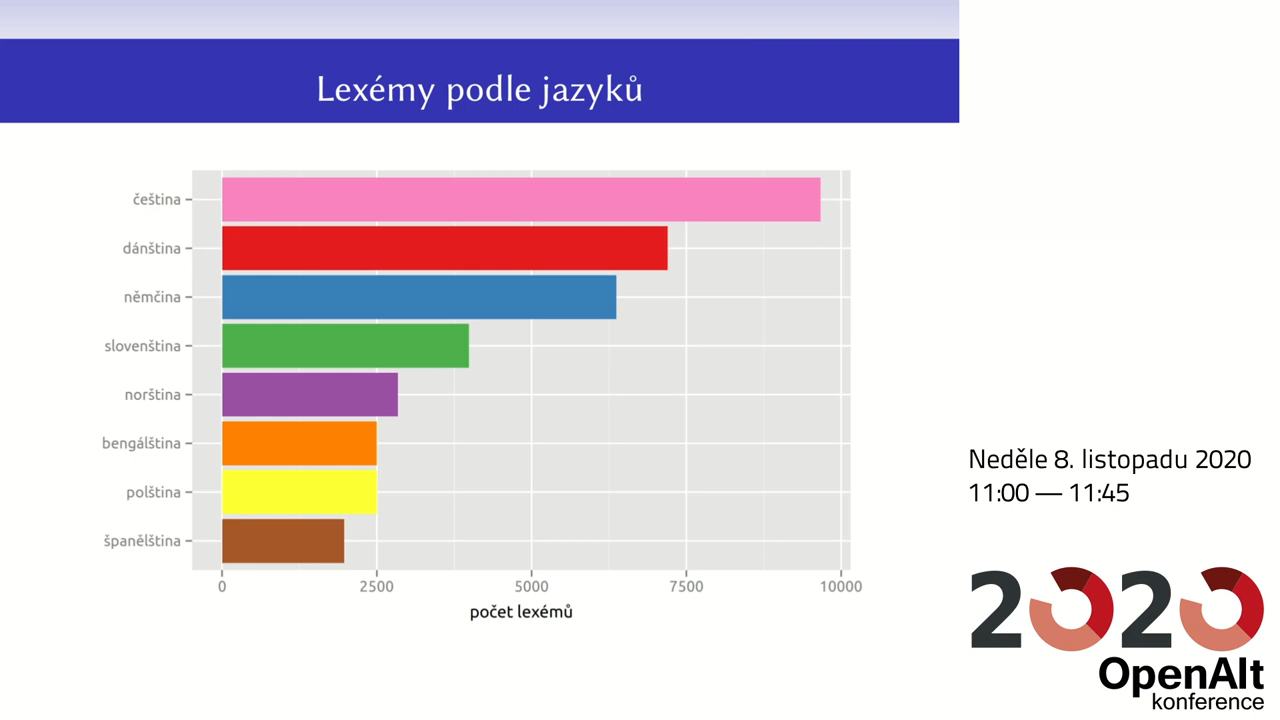 Lexémy podle jazyků
čeština
dánština
němčina
slovenština
norština
bengálština
polština
španělština
0 2500 5000 7500 10000
počet lexémů
Neděle 8. listopadu 2020
11:00 — 11:45
2020
OpenAlt
konference